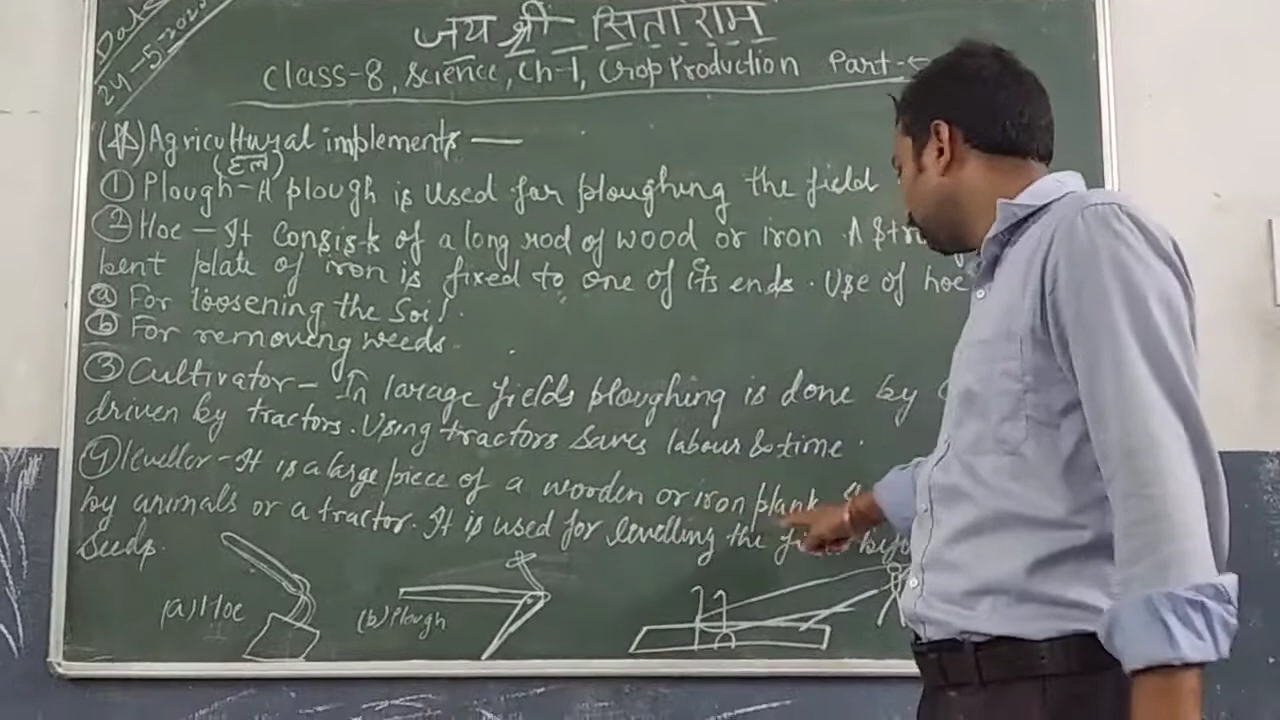 Date
24-5-202
जय श्री सिताराम
Class-8, Science, Ch-1, Crop Production Part-
(A) Agricultural implements —
(हल)
① Plough - A plough is used for ploughing the field
② Hoe - It Consist of a long rod of wood or iron. A
bent plate of iron is fixed to one of its ends. Use of hoe
ⓐ For loosening the Soil.
ⓑ For removing weeds.
③ Cultivator - In larage fields ploughing is done by
driven by tractors. Using tractors Saves labour & time.
④ leveller - It is a large piece of a wooden or iron plank.
by animals or a tractor. It is used for levelling the
Seeds.
(a) Hoe
(b) Plough